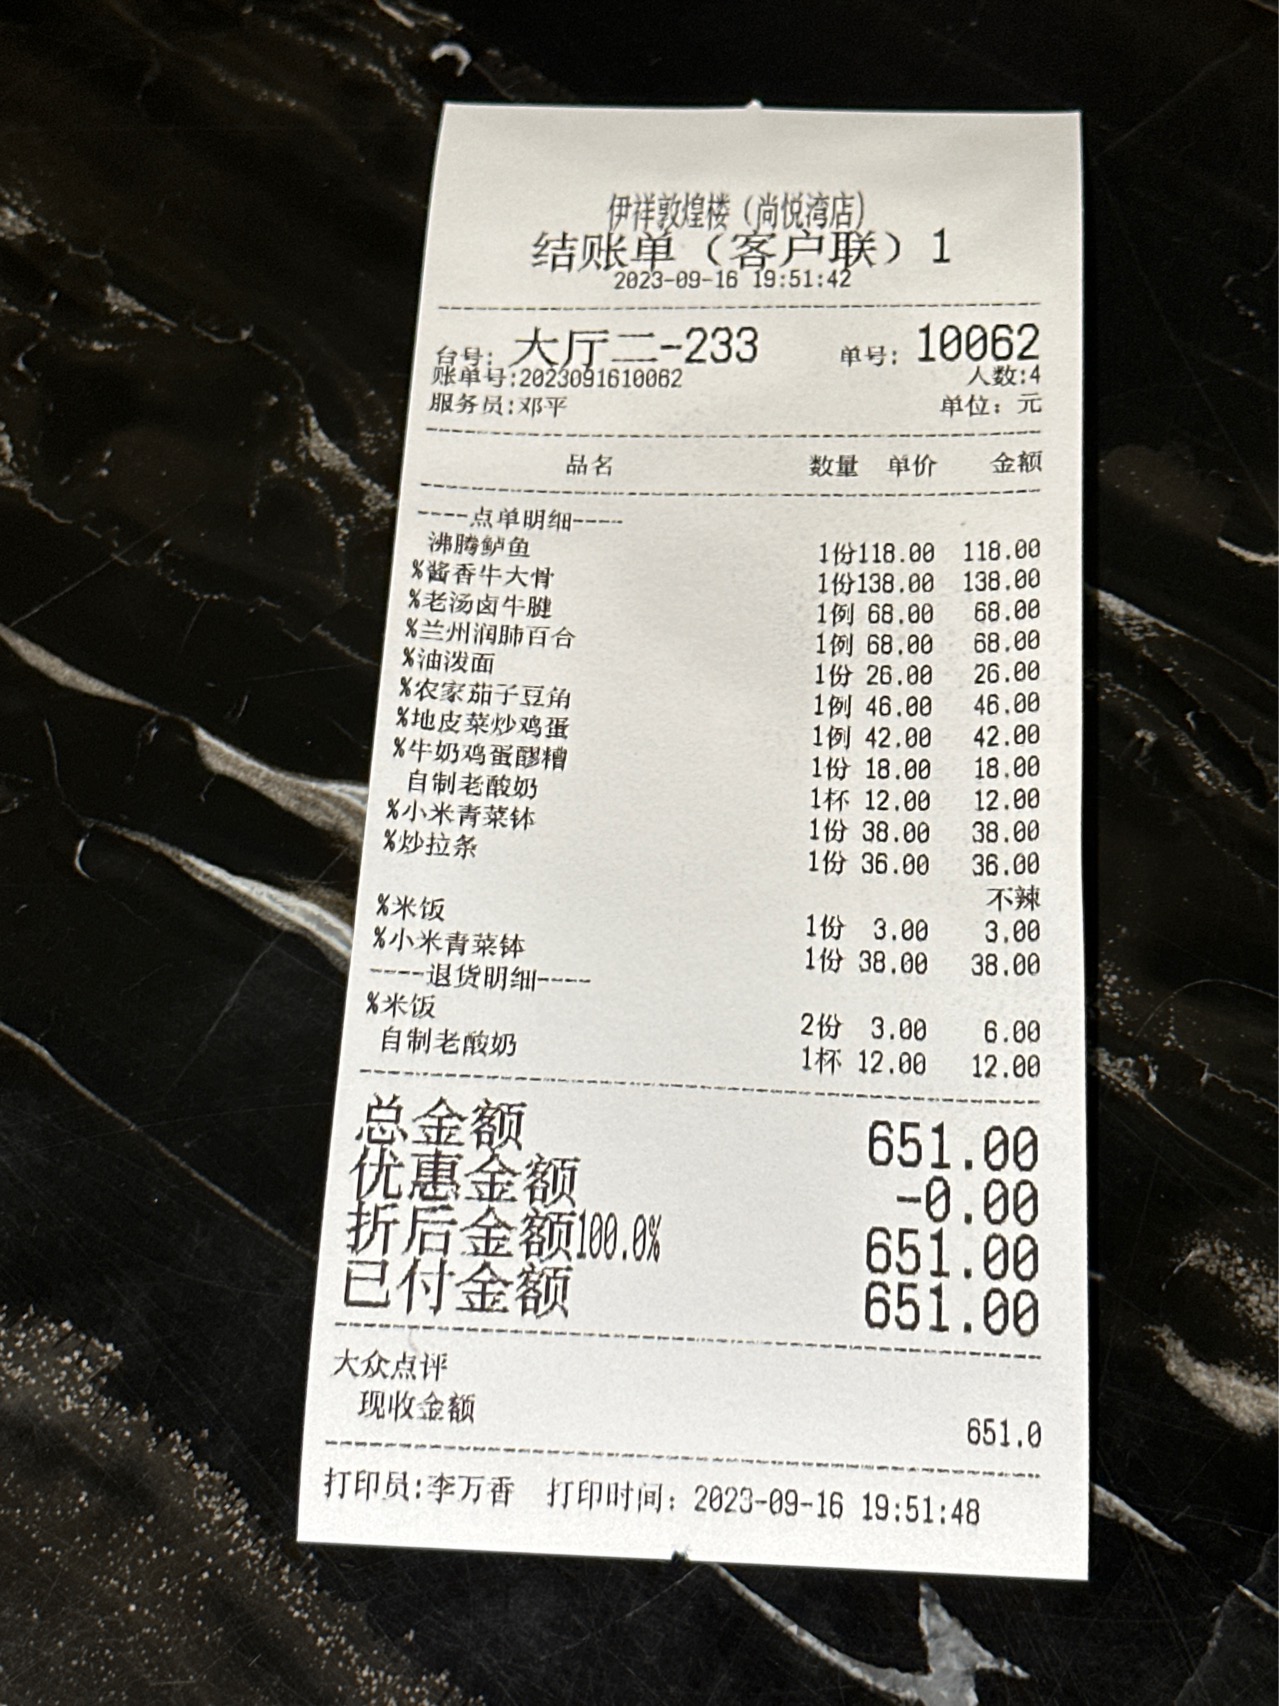 伊祥敦煌楼（尚悦湾店）
结账单（客户联）1
2023-09-16 19:51:42
台号: 大厅二-233 单号: 10062
账单号:2023091610062 人数:4
服务员:邓平 单位: 元
品名 数量 单价 金额
----点单明细----
沸腾鲈鱼 1份118.00 118.00
%酱香牛大骨 1份138.00 138.00
%老汤卤牛腱 1例 68.00 68.00
%兰州润肺百合 1例 68.00 68.00
%油泼面 1份 26.00 26.00
%农家茄子豆角 1例 46.00 46.00
%地皮菜炒鸡蛋 1例 42.00 42.00
%牛奶鸡蛋醪糟 1份 18.00 18.00
自制老酸奶 1杯 12.00 12.00
%小米青菜钵 1份 38.00 38.00
%炒拉条 1份 36.00 36.00
不辣
%米饭 1份 3.00 3.00
%小米青菜钵 1份 38.00 38.00
----退货明细----
%米饭 2份 3.00 6.00
自制老酸奶 1杯 12.00 12.00
总金额 651.00
优惠金额 -0.00
折后金额100.0% 651.00
已付金额 651.00
大众点评
现收金额 651.0
打印员:李万香 打印时间: 2023-09-16 19:51:48